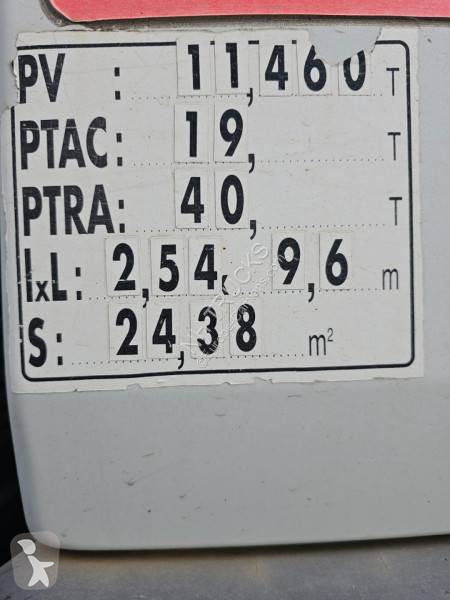 PV : 11,460 T
PTAC: 19, T
PTRA: 40, T
lxL: 2,54 9,6 m
S: 24,38 m²